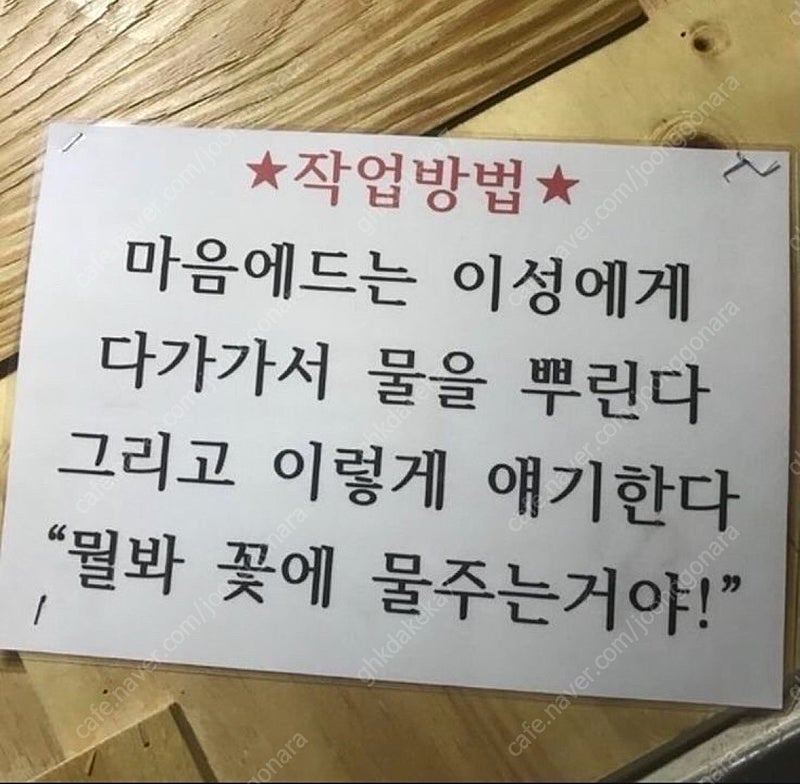 ★작업방법★
마음에드는 이성에게
다가가서 물을 뿌린다
그리고 이렇게 얘기한다
“뭘봐 꽃에 물주는거야!”